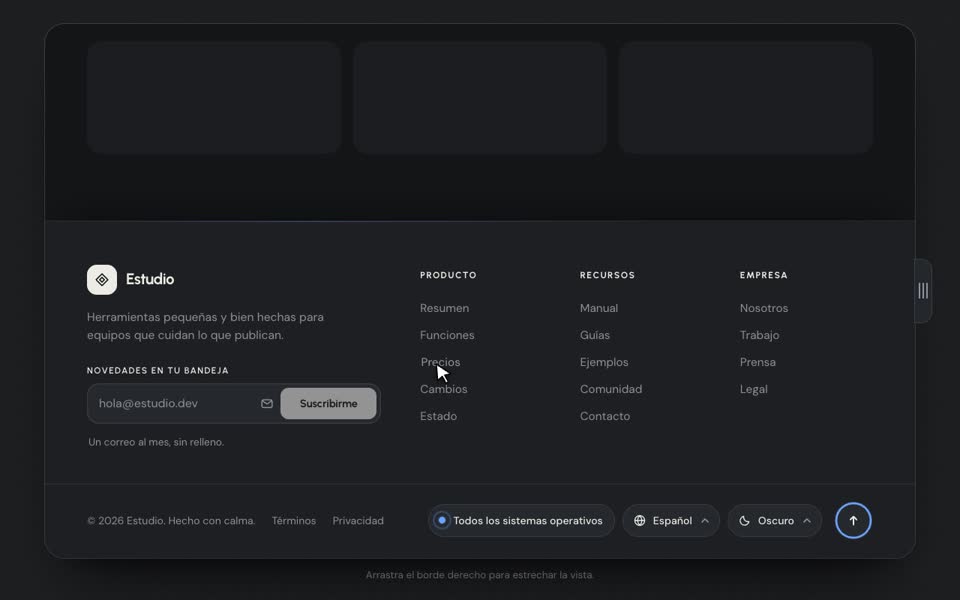 Estudio
Herramientas pequeñas y bien hechas para
equipos que cuidan lo que publican.
NOVEDADES EN TU BANDEJA
hola@estudio.dev
Suscribirme
Un correo al mes, sin relleno.
PRODUCTO
Resumen
Funciones
Precios
Cambios
Estado
RECURSOS
Manual
Guías
Ejemplos
Comunidad
Contacto
EMPRESA
Nosotros
Trabajo
Prensa
Legal
© 2026 Estudio. Hecho con calma.
Términos
Privacidad
Todos los sistemas operativos
Español
Oscuro
Arrastra el borde derecho para estrechar la vista.